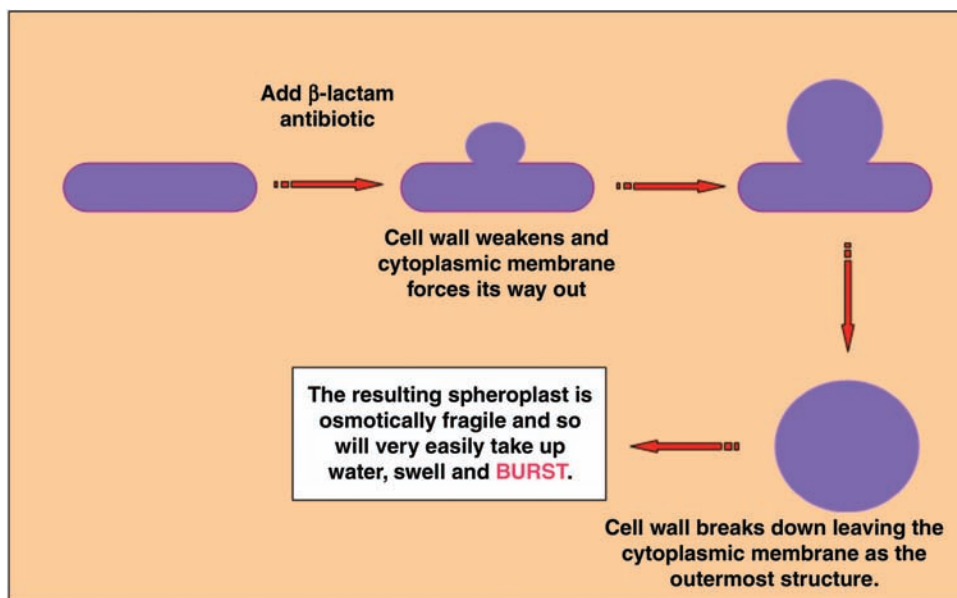 Add β-lactam
antibiotic
Cell wall weakens and
cytoplasmic membrane
forces its way out
Cell wall breaks down leaving the
cytoplasmic membrane as the
outermost structure.
The resulting spheroplast is
osmotically fragile and so
will very easily take up
water, swell and BURST.